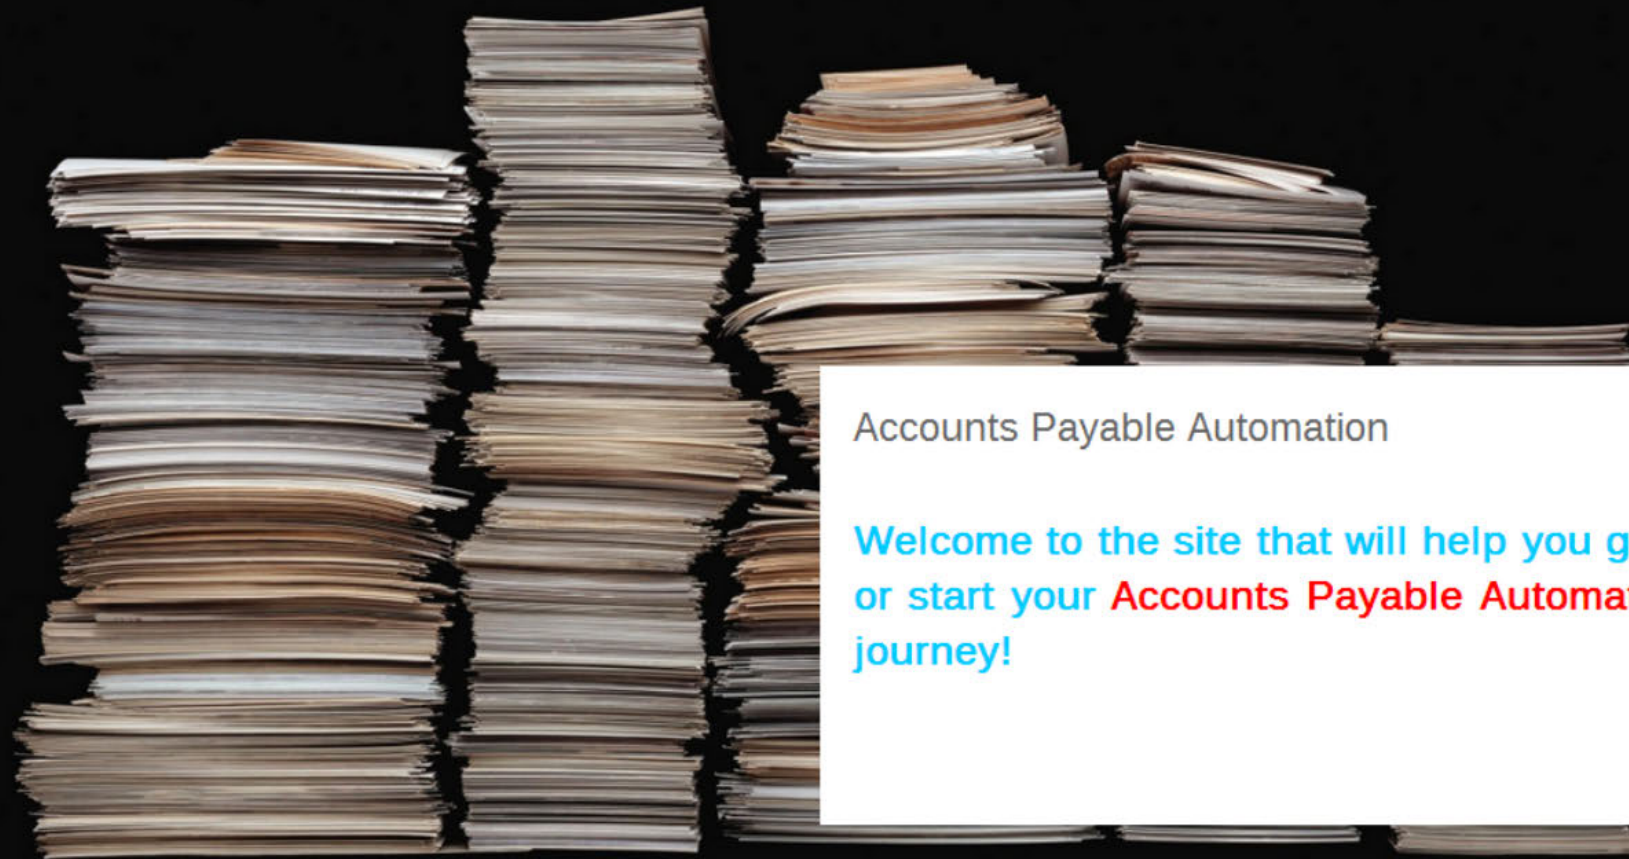 Accounts Payable Automation
Welcome to the site that will help you
or start your Accounts Payable
journey!